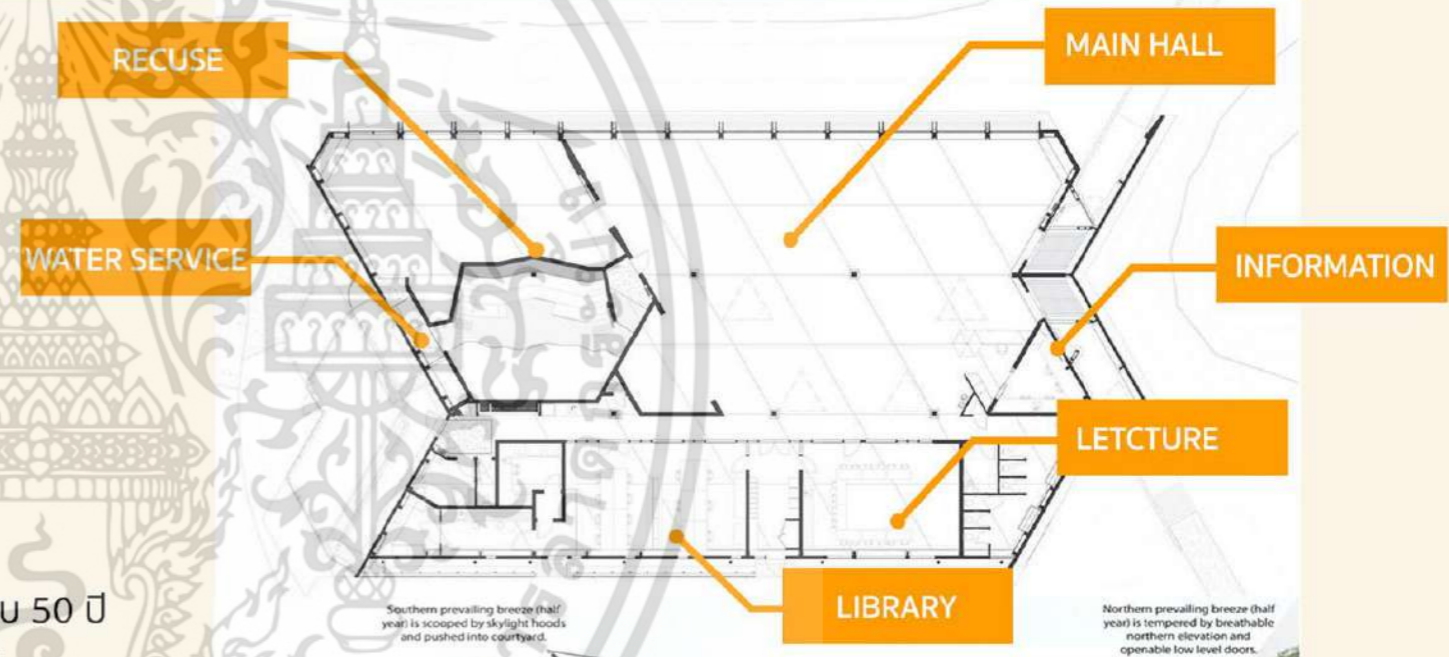 RECUSE
MAIN HALL
WATER SERVICE
INFORMATION
LETCTURE
LIBRARY
50 ปี
Southern prevailing breeze (half
year) is scooped by skylight hoods
and pushed into courtyard.
Northern prevailing breeze (half
year) is tempered by breathable
northern elevation and
openable low level doors.